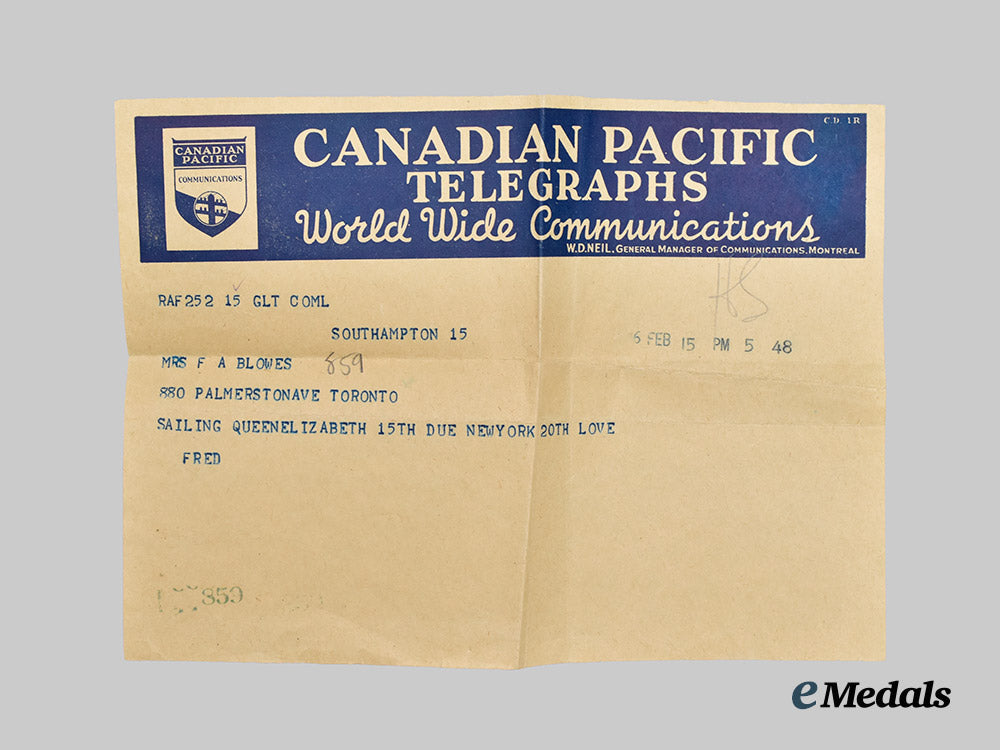 C.D. 1R
CANADIAN PACIFIC
COMMUNICATIONS
CANADIAN PACIFIC
TELEGRAPHS
World Wide Communications
W.D. NEIL, GENERAL MANAGER OF COMMUNICATIONS, MONTREAL
RAF252 15 GLT COML
SOUTHAMPTON 15
6 FEB 15 PM 5 48
MRS F A BLOWES 859
880 PALMERSTONAVE TORONTO
SAILING QUEENELIZABETH 15TH DUE NEWYORK 20TH LOVE
FRED
859
eMedals